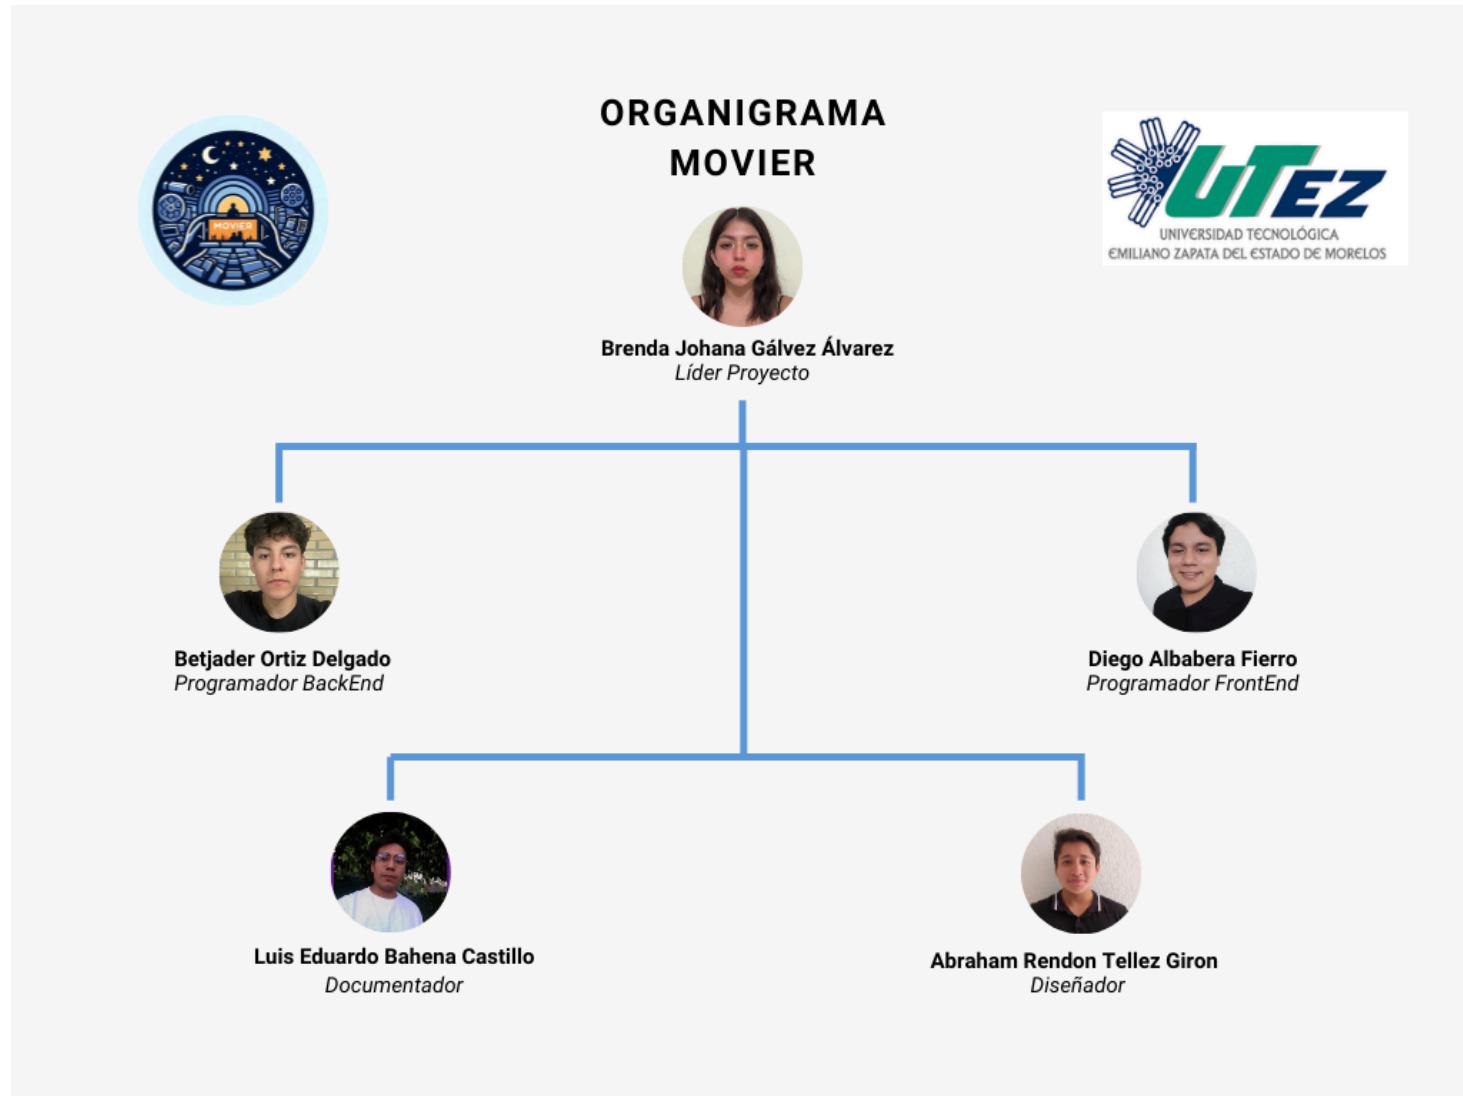 ORGANIGRAMA
MOVIER
MOVIER
UTEZ
UNIVERSIDAD TECNOLÓGICA
EMILIANO ZAPATA DEL ESTADO DE MORELOS
Brenda Johana Gálvez Álvarez
Líder Proyecto
Betjader Ortiz Delgado
Programador BackEnd
Diego Albabera Fierro
Programador FrontEnd
Luis Eduardo Bahena Castillo
Documentador
Abraham Rendon Tellez Giron
Diseñador